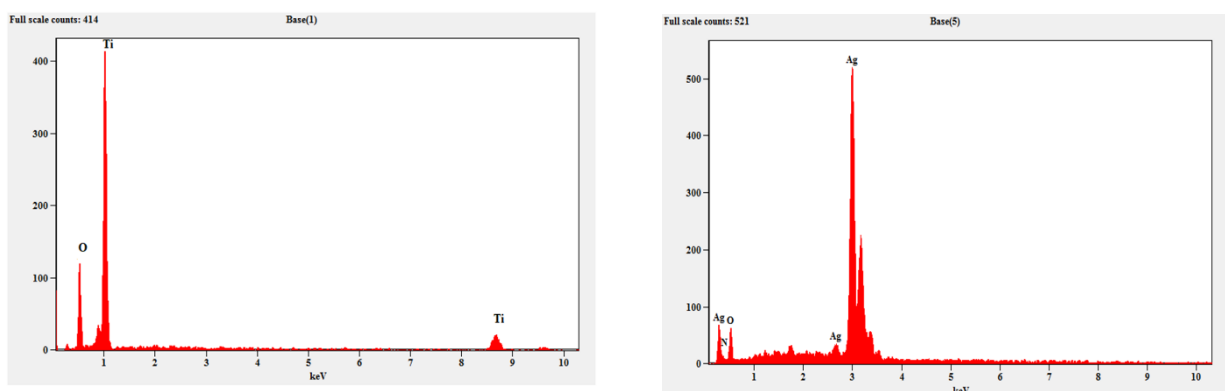 Full scale counts: 414 Base(1)
Ti
400
300
200
O
100
Ti
0
1 2 3 4 5 6 7 8 9 10
keV
Full scale counts: 521 Base(5)
Ag
500
400
300
200
100
Ag O
N
Ag
0
1 2 3 4 5 6 7 8 9 10
keV